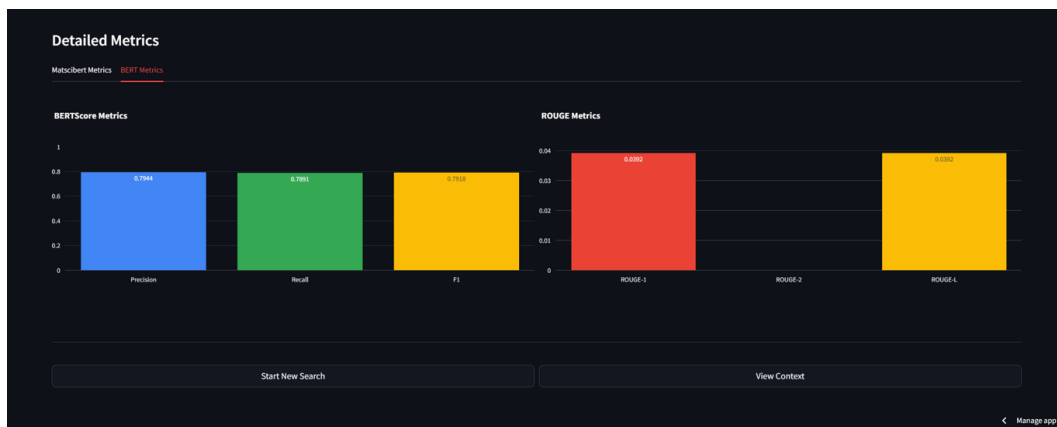 Detailed Metrics
Matscibert Metrics BERT Metrics
BERTScore Metrics
1
0.8
0.6
0.4
0.2
0
0.7944
0.7891
0.7918
Precision Recall F1
ROUGE Metrics
0.04
0.03
0.02
0.01
0
0.0392
0.0392
ROUGE-1 ROUGE-2 ROUGE-L
Start New Search View Context
Manage app